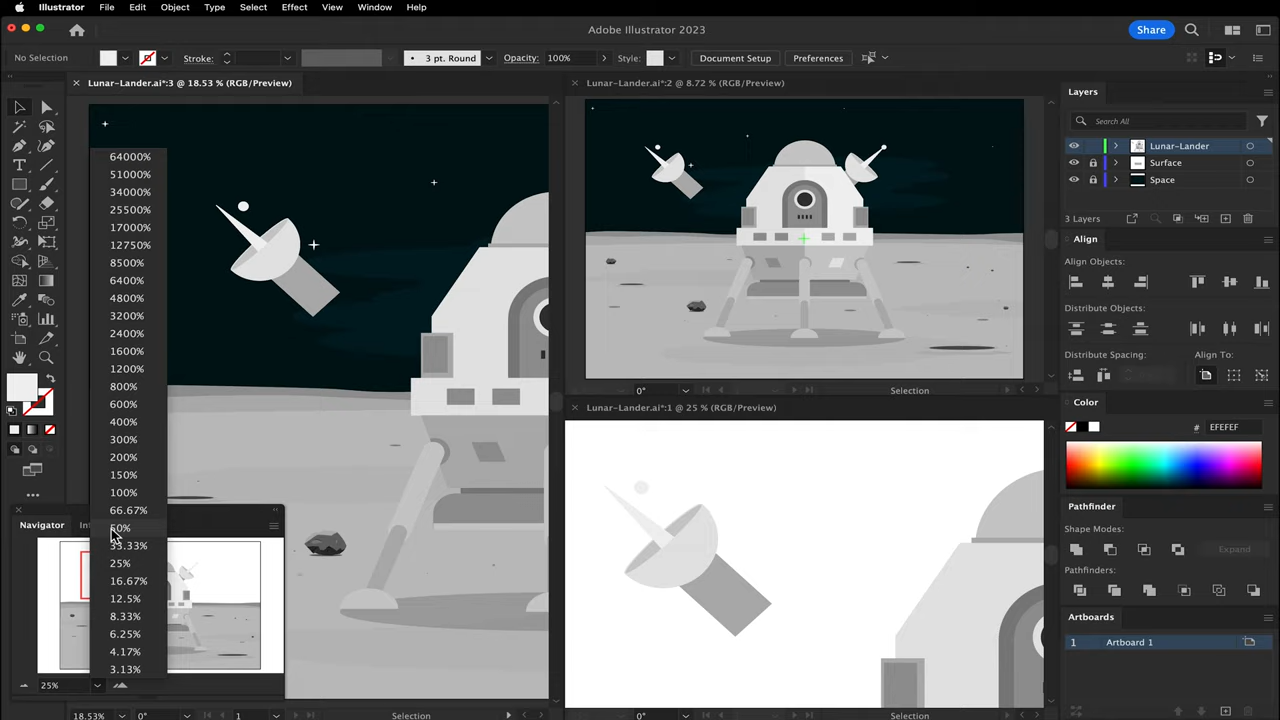 Illustrator File Edit Object Type Select Effect View Window Help
Adobe Illustrator 2023
Share
No Selection
Stroke:
3 pt. Round
Opacity: 100%
Style:
Document Setup
Preferences
Lunar-Lander.ai*:3 @ 18.53 % (RGB/Preview)
Lunar-Lander.ai*:2 @ 8.72 % (RGB/Preview)
64000%
51000%
34000%
25500%
17000%
12750%
8500%
6400%
4800%
3200%
2400%
1600%
1200%
800%
600%
400%
300%
200%
150%
100%
66.67%
50%
33.33%
25%
16.67%
12.5%
8.33%
6.25%
4.17%
3.13%
Navigator
25%
18.53%
0°
1
Selection
0°
Selection
Lunar-Lander.ai*:1 @ 25 % (RGB/Preview)
0°
Selection
Layers
Search All
Lunar-Lander
Surface
Space
3 Layers
Align
Align Objects:
Distribute Objects:
Distribute Spacing:
Align To:
Color
# EFEFEF
Pathfinder
Shape Modes:
Expand
Pathfinders:
Artboards
1 Artboard 1